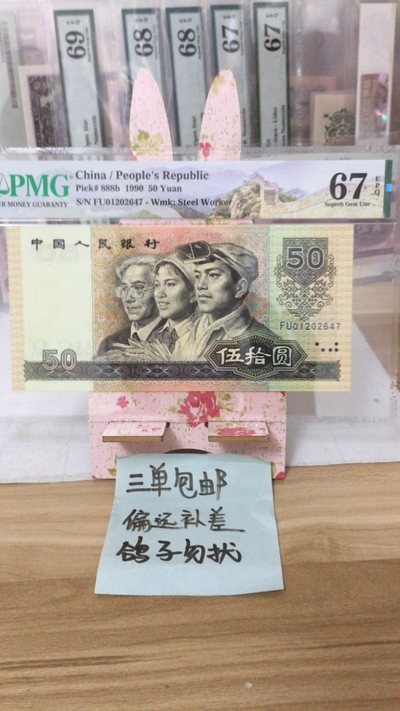 69
68
68
67
67
PMG
PAPER MONEY GUARANTY
China / People's Republic
Pick# 888b 1990 50 Yuan
S/N FU01202647 - Wmk: Steel Worker
67
EPQ
Superb Gem Unc
中国人民银行
50
FU01202647
50
伍拾圆
三单包邮
偏远补差
鸽子勿扰